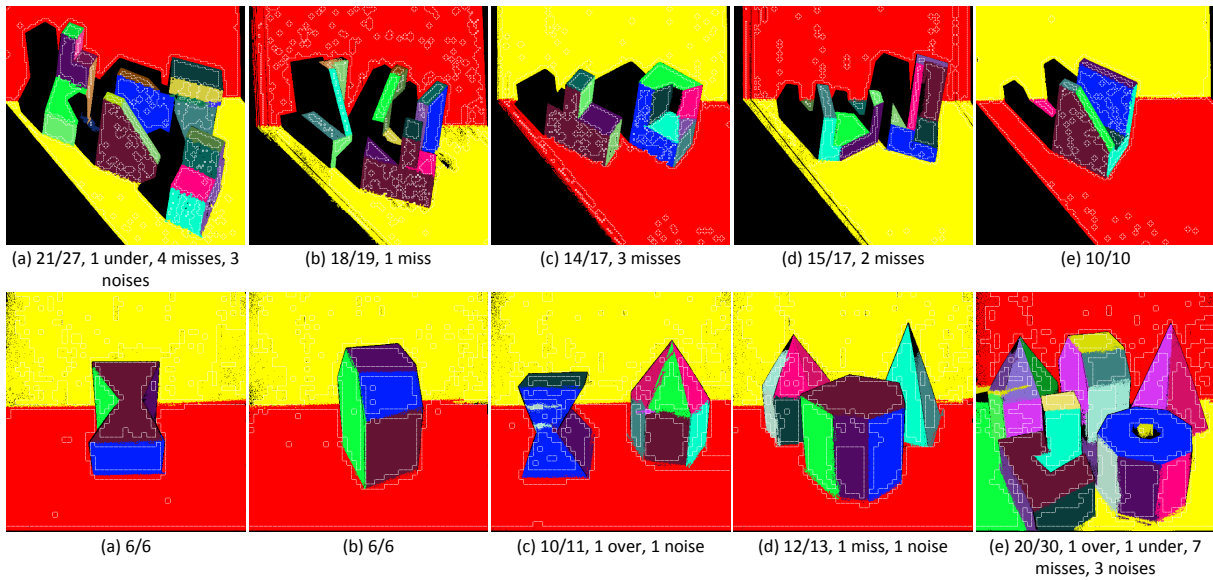 (a) 21/27, 1 under, 4 misses, 3
noises
(b) 18/19, 1 miss
(c) 14/17, 3 misses
(d) 15/17, 2 misses
(e) 10/10
(a) 6/6
(b) 6/6
(c) 10/11, 1 over, 1 noise
(d) 12/13, 1 miss, 1 noise
(e) 20/30, 1 over, 1 under, 7
misses, 3 noises